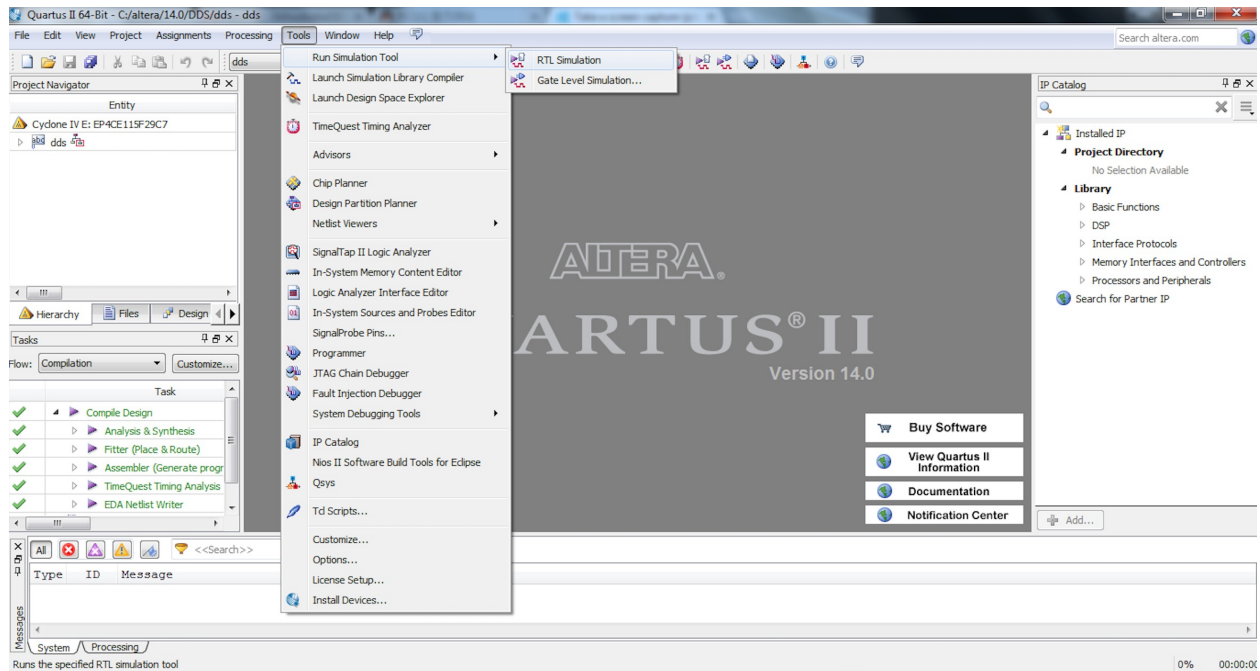 Quartus II 64-Bit - C:/altera/14.0/DDS/dds - dds
File Edit View Project Assignments Processing Tools Window Help
Search altera.com
dds
Project Navigator
Entity
Cyclone IV E: EP4CE115F29C7
dds
Hierarchy Files Design
Tasks
Flow: Compilation Customize...
Task
Compile Design
Analysis & Synthesis
Fitter (Place & Route)
Assembler (Generate progr
TimeQuest Timing Analysis
EDA Netlist Writer
Run Simulation Tool
Launch Simulation Library Compiler
Launch Design Space Explorer
TimeQuest Timing Analyzer
Advisors
Chip Planner
Design Partition Planner
Netlist Viewers
SignalTap II Logic Analyzer
In-System Memory Content Editor
Logic Analyzer Interface Editor
In-System Sources and Probes Editor
SignalProbe Pins...
Programmer
JTAG Chain Debugger
Fault Injection Debugger
System Debugging Tools
IP Catalog
Nios II Software Build Tools for Eclipse
Qsys
Tcl Scripts...
Customize...
Options...
License Setup...
Install Devices...
RTL Simulation
Gate Level Simulation...
ALTERA®
ARTUS® II
Version 14.0
Buy Software
View Quartus II
Information
Documentation
Notification Center
IP Catalog
Installed IP
Project Directory
No Selection Available
Library
Basic Functions
DSP
Interface Protocols
Memory Interfaces and Controllers
Processors and Peripherals
Search for Partner IP
Add...
All <<Search>>
Type ID Message
Messages
System Processing
Runs the specified RTL simulation tool
0% 00:00:00